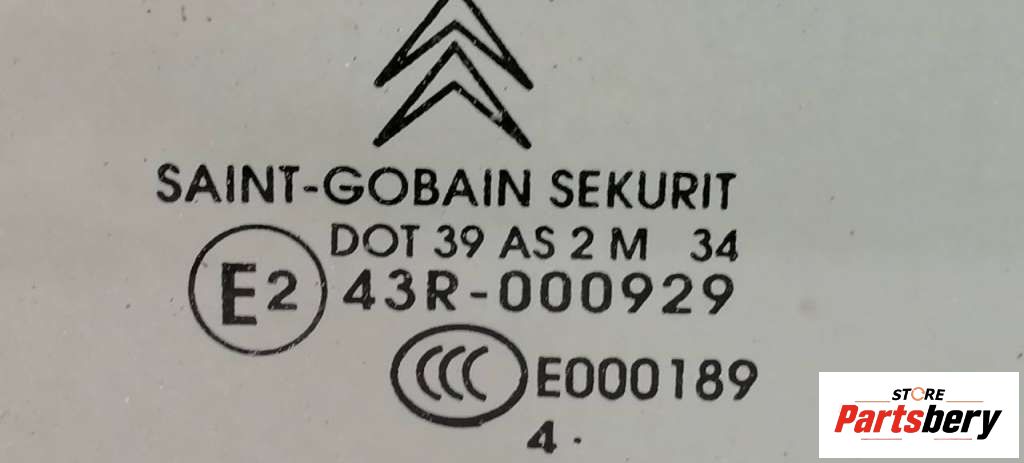 SAINT-GOBAIN SEKURIT
DOT 39 AS 2 M 34
E2 43R-000929
CCC E000189
4 .
STORE
Partsbery